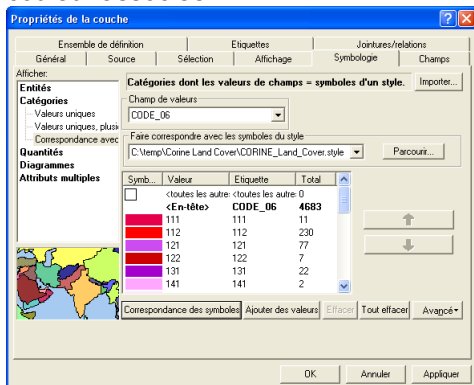 Propriétés de la couche
Ensemble de définition Etiquettes Jointures/relations
Général Source Sélection Affichage Symbologie Champs
Afficher:
Entités
Catégories
Valeurs uniques
Valeurs uniques, plusi
Correspondance avec
Quantités
Diagrammes
Attributs multiples
Catégories dont les valeurs de champs = symboles d'un style.
Importer...
Champ de valeurs
CODE_06
Faire correspondre avec les symboles du style
C:\temp\Corine Land Cover\CORINE_Land_Cover.style
Parcourir...
Symb... Valeur Etiquette Total
<toutes les autre: <toutes les autre: 0
<En-tête> CODE_06 4683
111 111 11
112 112 230
121 121 77
122 122 7
131 131 22
141 141 2
Correspondance des symboles Ajouter des valeurs Effacer Tout effacer Avancé
OK Annuler Appliquer